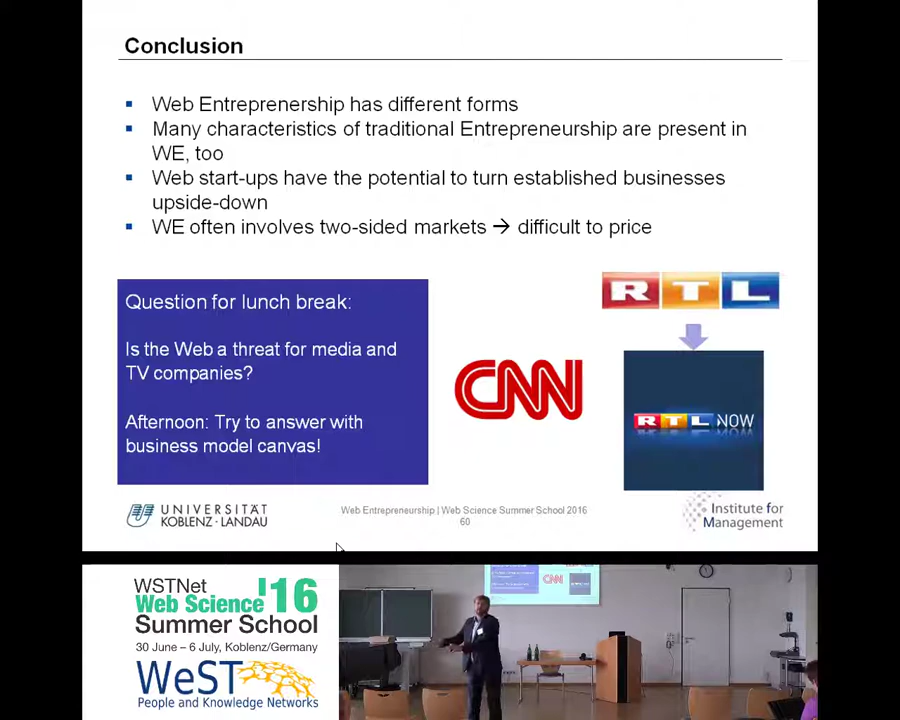 Conclusion
Web Entreprenership has different forms
Many characteristics of traditional Entrepreneurship are present in
WE, too
Web start-ups have the potential to turn established businesses
upside-down
WE often involves two-sided markets → difficult to price
Question for lunch break:
Is the Web a threat for media and
TV companies?
Afternoon: Try to answer with
business model canvas!
CNN
RTL
RTL NOW
UNIVERSITÄT
KOBLENZ · LANDAU
Web Entrepreneurship | Web Science Summer School 2016
60
Institute for
Management
WSTNet
Web Science '16
Summer School
30 June – 6 July, Koblenz/Germany
WeST
People and Knowledge Networks